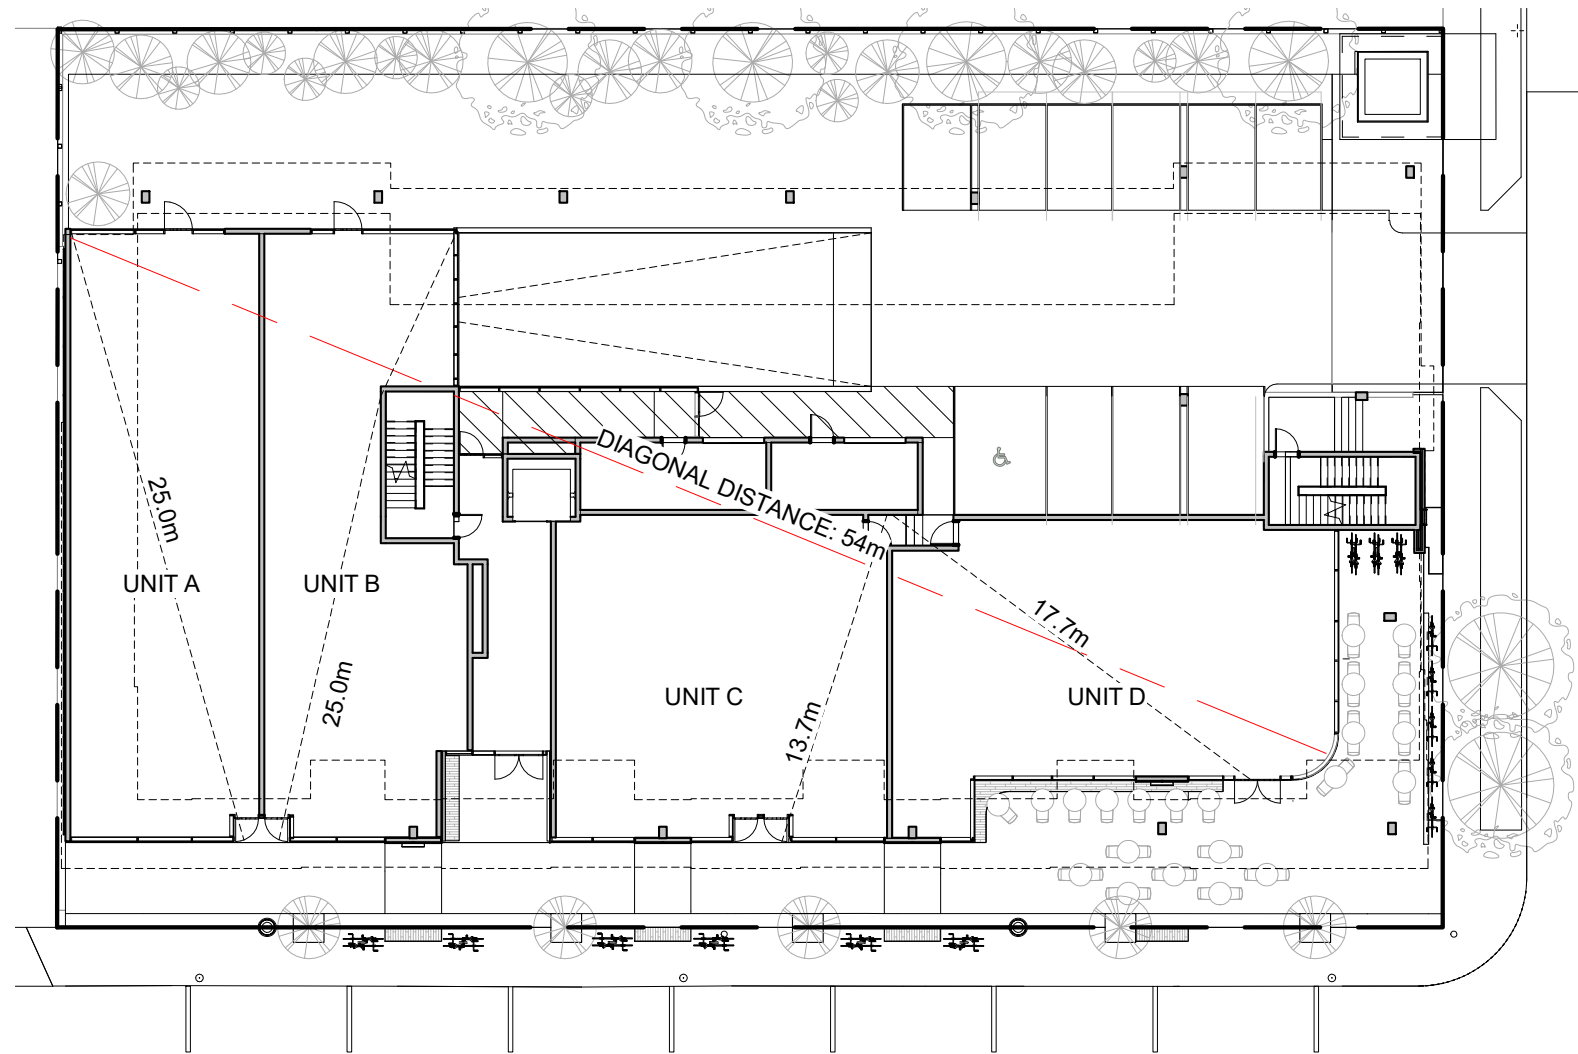 DIAGONAL DISTANCE: 54m
25.0m
UNIT A
UNIT B
17.7m
25.0m
UNIT C
UNIT D
13.7m